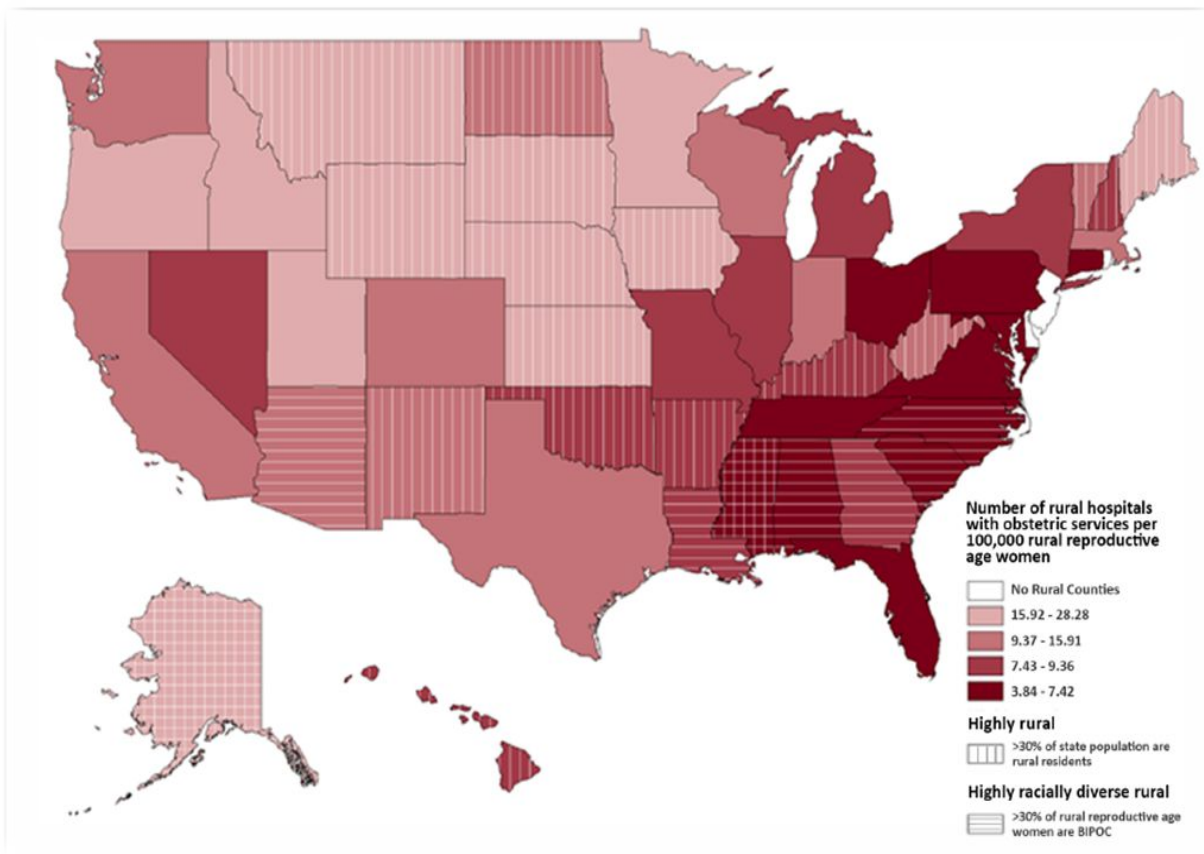 Number of rural hospitals
with obstetric services per
100,000 rural reproductive
age women
No Rural Counties
15.92 - 28.28
9.37 - 15.91
7.43 - 9.36
3.84 - 7.42
Highly rural
>30% of state population are
rural residents
Highly racially diverse rural
>30% of rural reproductive age
women are BIPOC